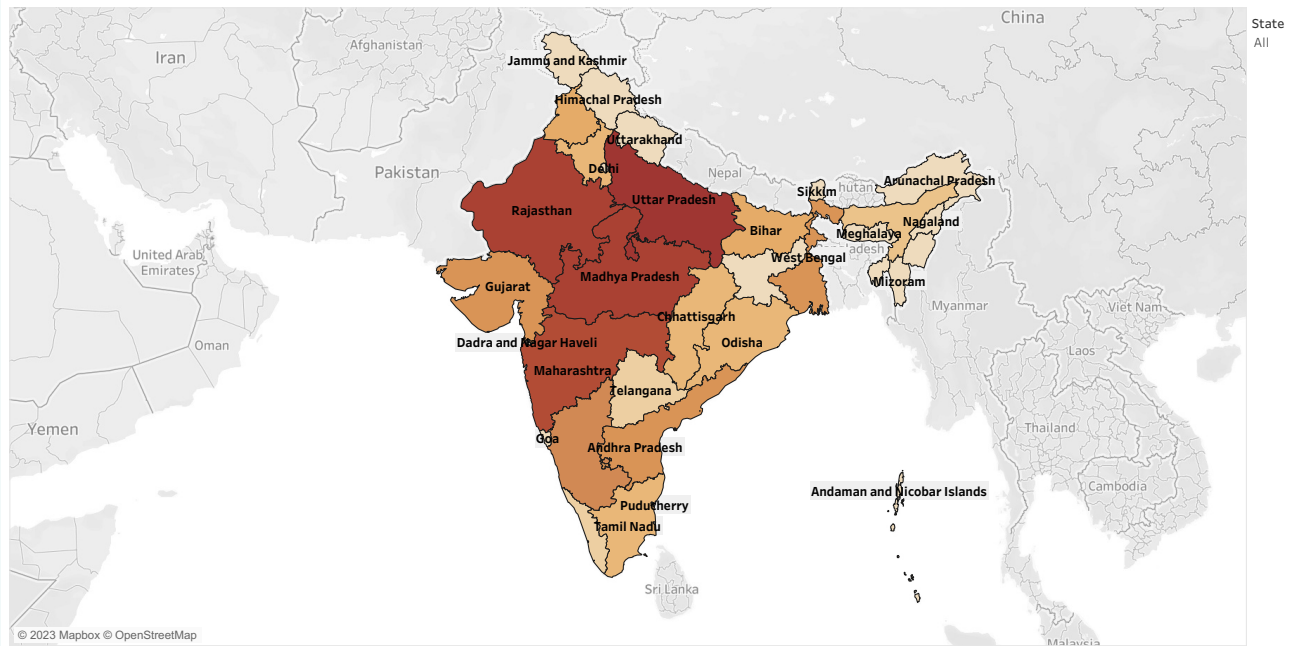 China
State
All
Iran
Afghanistan
Jammu and Kashmir
Himachal Pradesh
Uttarakhand
Pakistan
Delhi
Nepal
Sikkim
hutan
Arunachal Pradesh
Uttar Pradesh
Rajasthan
Bihar
Nagaland
Meghalaya
adesh
West Bengal
United Arab
Emirates
Madhya Pradesh
Mizoram
Gujarat
Myanmar
Viet Nam
Chhattisgarh
Oman
Dadra and Nagar Haveli
Odisha
Laos
Maharashtra
Telangana
Yemen
Goa
Andhra Pradesh
Thailand
Cambodia
Andaman and Nicobar Islands
Pudutherry
Tamil Nadu
Sri Lanka
© 2023 Mapbox © OpenStreetMap
Malaysia